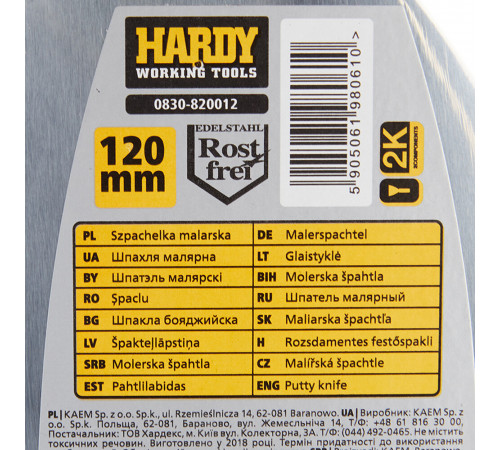 HARDY
WORKING TOOLS
0830-820012
5905061980610>
120
mm
EDELSTAHL
Rost
frei
2K
2COMPONENTS
PL Szpachelka malarska
DE Malerspachtel
UA Шпахля малярна
LT Glaistyklė
BY Шпатэль малярскі
BIH Molerska špahtla
RO Şpaclu
RU Шпатель малярный
BG Шпакла бояджийска
SK Maliarska špachtľa
LV Špakteļlāpstiņa
H Rozsdamentes festőspakli
SRB Molerska špahtla
CZ Malířská špachtle
EST Pahtlilabidas
ENG Putty knife
PL| KAEM Sp. z o.o. Sp.k., ul. Rzemieślnicza 14, 62-081 Baranowo. UA| Виробник: KAEM Sp. z
o.o. Sp.k. Польща, 62-081, Бараново, вул. Жемесльніча 14, Т/Ф: +48 61 816 30 00,
Постачальник: ТОВ Хардекс, м. Київ вул. Колекторна, 3А. Т/Ф: (044) 492-0465. Не містить
токсичних речовин. Виготовлено у 2018 році. Термін придатності до використання